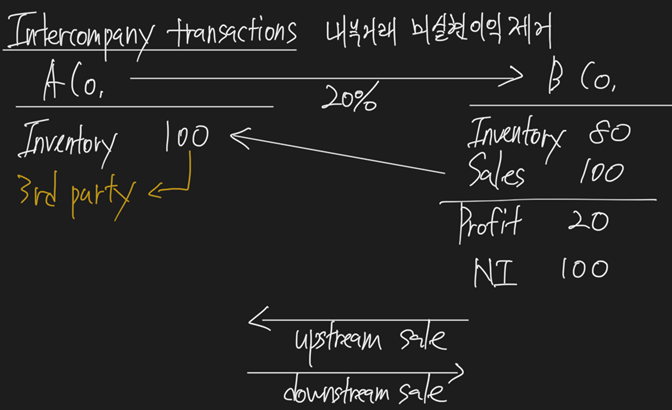 Intercompany transactions 내부거래 미실현이익 제거
A Co. B Co.
20%
Inventory 100 Inventory 80
3rd party Sales 100
Profit 20
NI 100
upstream sale
downstream sale